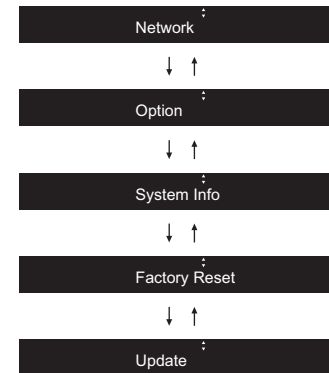 Network
Option
System Info
Factory Reset
Update